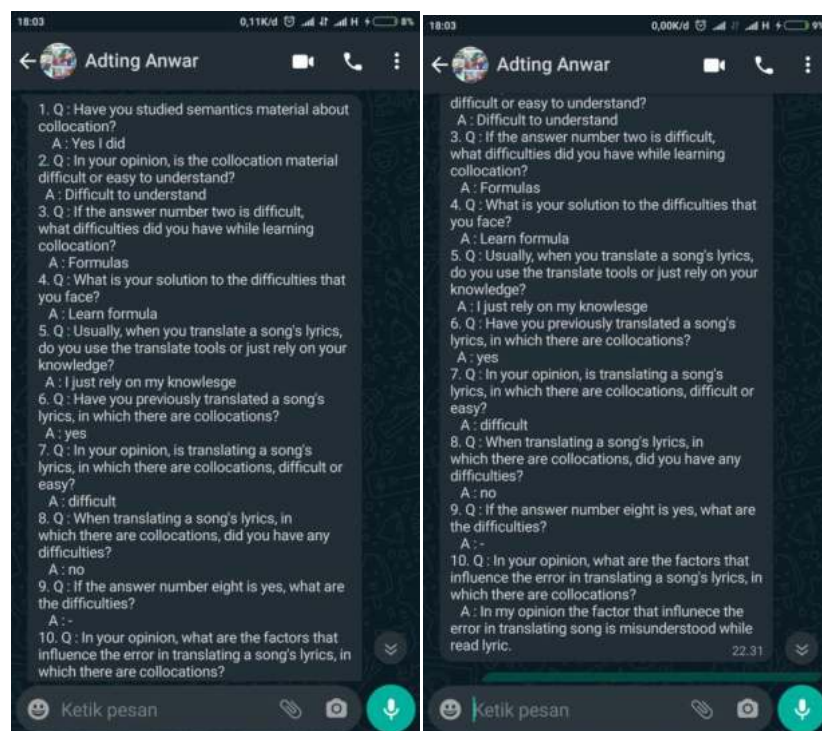 18:03
0,11K/d
8%
Adting Anwar
1. Q : Have you studied semantics material about
collocation?
A : Yes I did
2. Q : In your opinion, is the collocation material
difficult or easy to understand?
A : Difficult to understand
3. Q : If the answer number two is difficult,
what difficulties did you have while learning
collocation?
A : Formulas
4. Q : What is your solution to the difficulties that
you face?
A : Learn formula
5. Q : Usually, when you translate a song's lyrics,
do you use the translate tools or just rely on your
knowledge?
A : I just rely on my knowlesge
6. Q : Have you previously translated a song's
lyrics, in which there are collocations?
A : yes
7. Q : In your opinion, is translating a song's
lyrics, in which there are collocations, difficult or
easy?
A : difficult
8. Q : When translating a song's lyrics, in
which there are collocations, did you have any
difficulties?
A : no
9. Q : If the answer number eight is yes, what are
the difficulties?
A : -
10. Q : In your opinion, what are the factors that
influence the error in translating a song's lyrics, in
which there are collocations?
Ketik pesan
18:03
0,00K/d
9%
Adting Anwar
difficult or easy to understand?
A : Difficult to understand
3. Q : If the answer number two is difficult,
what difficulties did you have while learning
collocation?
A : Formulas
4. Q : What is your solution to the difficulties that
you face?
A : Learn formula
5. Q : Usually, when you translate a song's lyrics,
do you use the translate tools or just rely on your
knowledge?
A : I just rely on my knowlesge
6. Q : Have you previously translated a song's
lyrics, in which there are collocations?
A : yes
7. Q : In your opinion, is translating a song's
lyrics, in which there are collocations, difficult or
easy?
A : difficult
8. Q : When translating a song's lyrics, in
which there are collocations, did you have any
difficulties?
A : no
9. Q : If the answer number eight is yes, what are
the difficulties?
A : -
10. Q : In your opinion, what are the factors that
influence the error in translating a song's lyrics, in
which there are collocations?
A : In my opinion the factor that influnece the
error in translating song is misunderstood while
read lyric.
22.31
Ketik pesan